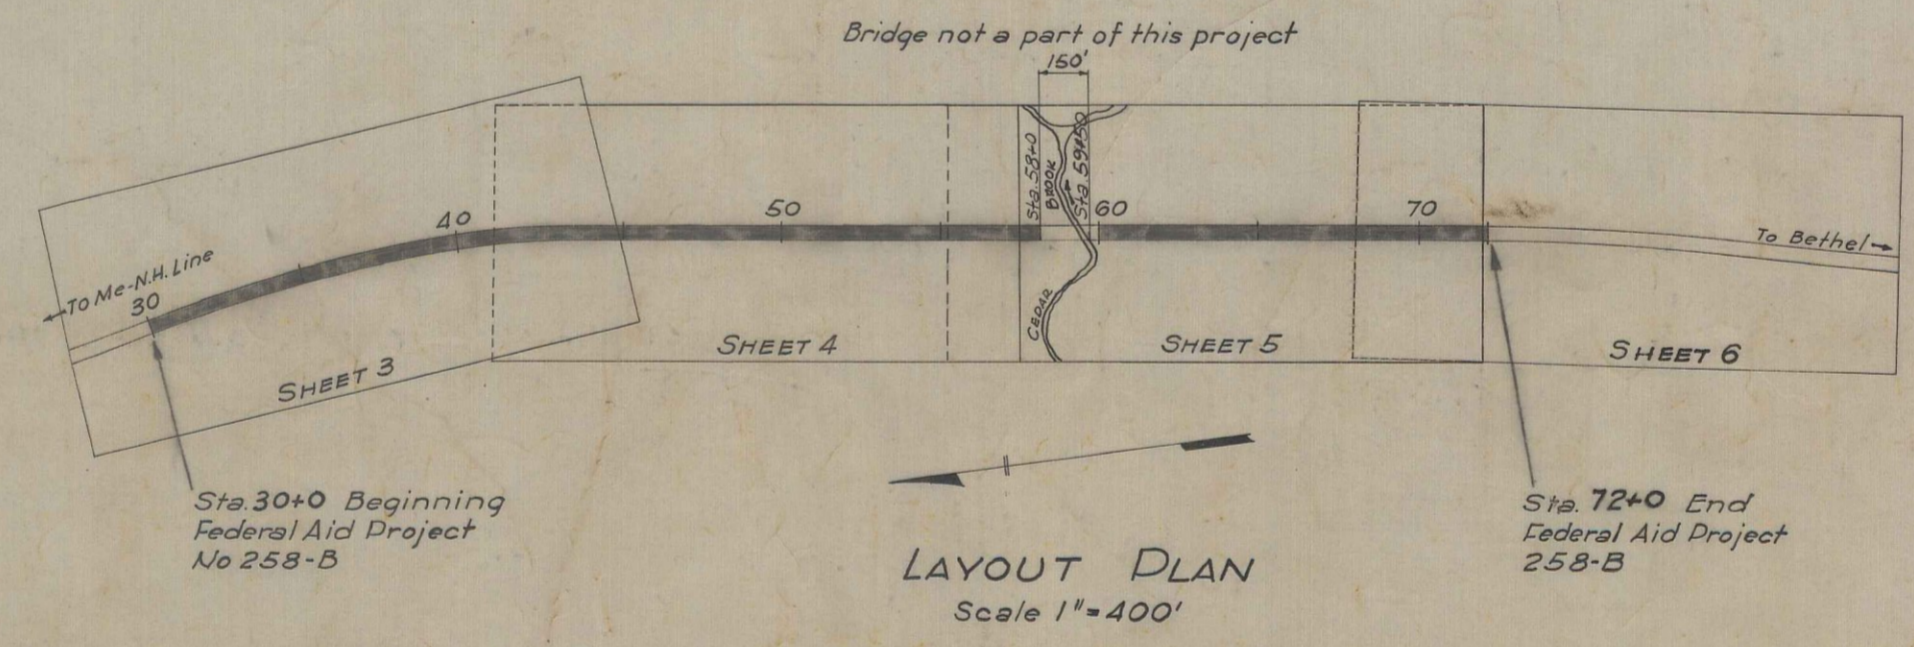 Bridge not a part of this project
150'
Sta. 58+0
BROOK
Sta. 59+50
40
50
60
70
To Me-N.H. Line
30
To Bethel
CEDAR
SHEET 3
SHEET 4
SHEET 5
SHEET 6
Sta. 30+0 Beginning
Federal Aid Project
No 258-B
Sta. 72+0 End
Federal Aid Project
258-B
LAYOUT PLAN
Scale 1"=400'